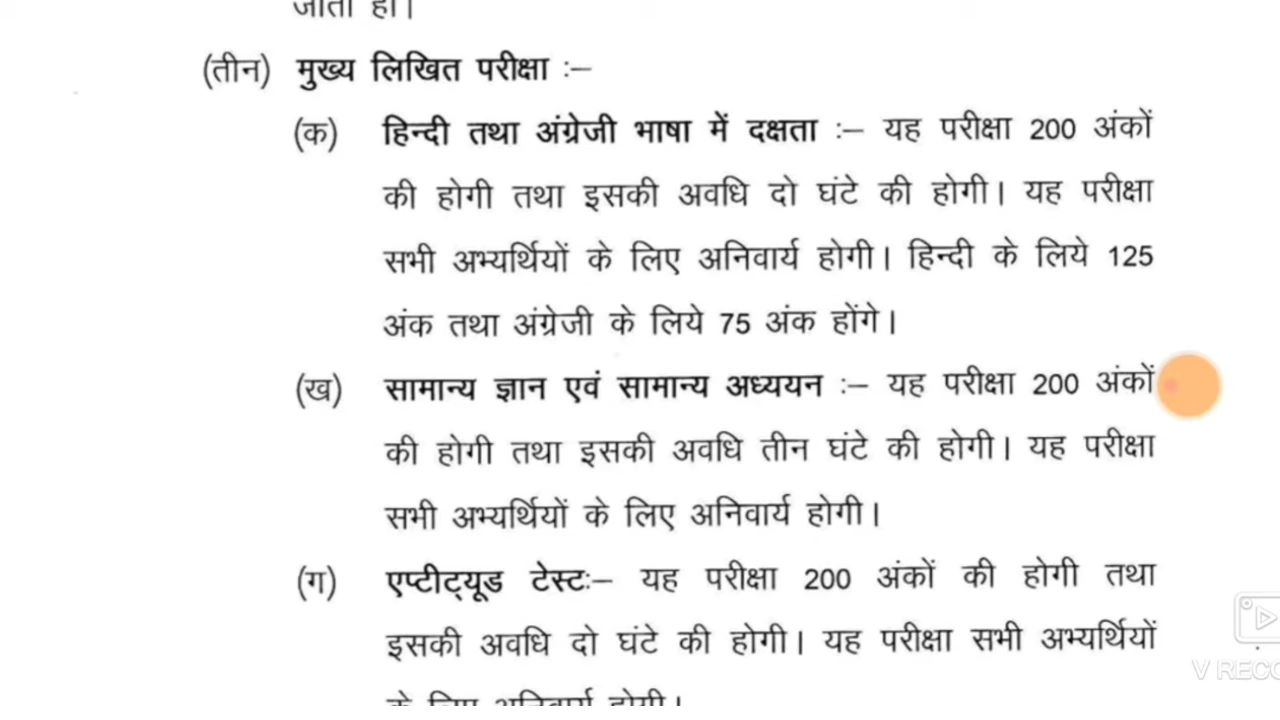 जाता हो।
(तीन) मुख्य लिखित परीक्षा :–
(क) हिन्दी तथा अंग्रेजी भाषा में दक्षता :– यह परीक्षा 200 अंकों
की होगी तथा इसकी अवधि दो घंटे की होगी। यह परीक्षा
सभी अभ्यर्थियों के लिए अनिवार्य होगी। हिन्दी के लिये 125
अंक तथा अंग्रेजी के लिये 75 अंक होंगे।
(ख) सामान्य ज्ञान एवं सामान्य अध्ययन :– यह परीक्षा 200 अंकों
की होगी तथा इसकी अवधि तीन घंटे की होगी। यह परीक्षा
सभी अभ्यर्थियों के लिए अनिवार्य होगी।
(ग) एप्टीट्यूड टेस्टः– यह परीक्षा 200 अंकों की होगी तथा
इसकी अवधि दो घंटे की होगी। यह परीक्षा सभी अभ्यर्थियों
के लिए अनिवार्य होगी।
V RECO